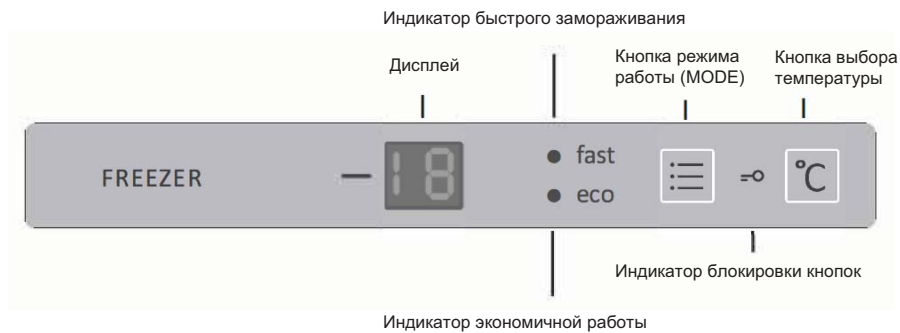 Индикатор быстрого замораживания
Дисплей
Кнопка режима
работы (MODE)
Кнопка выбора
температуры
FREEZER
−18
fast
eco
°C
Индикатор блокировки кнопок
Индикатор экономичной работы